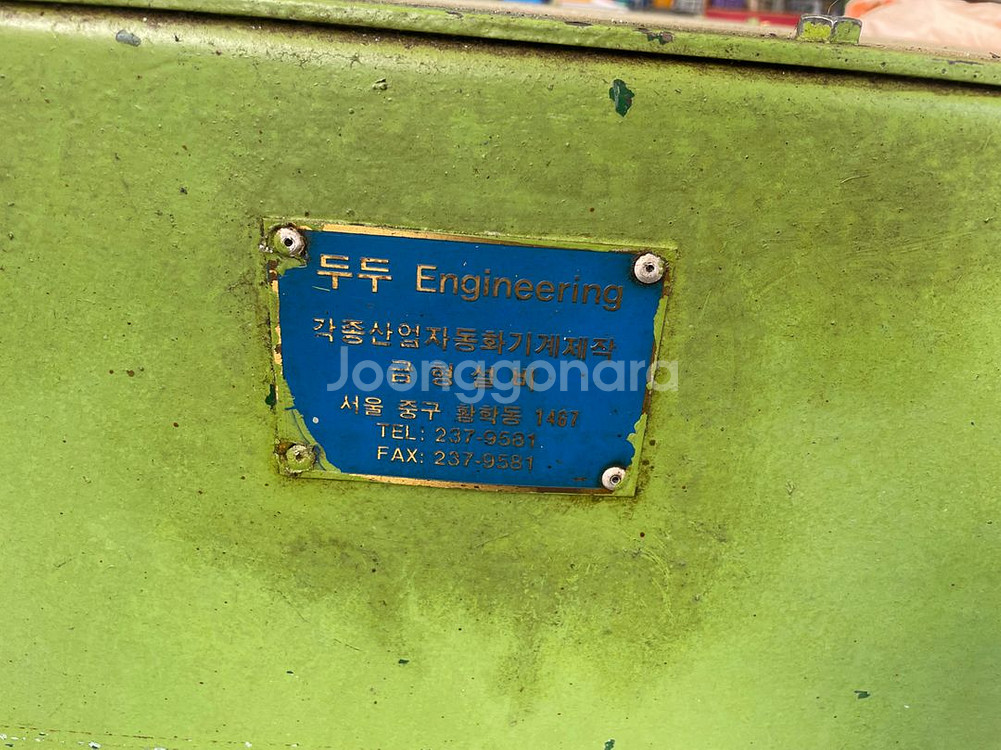 두두 Engineering
각종산업자동화기계제작
금형설비
서울 중구 황학동 1467
TEL: 237-9581
FAX: 237-9581
Joonggonara